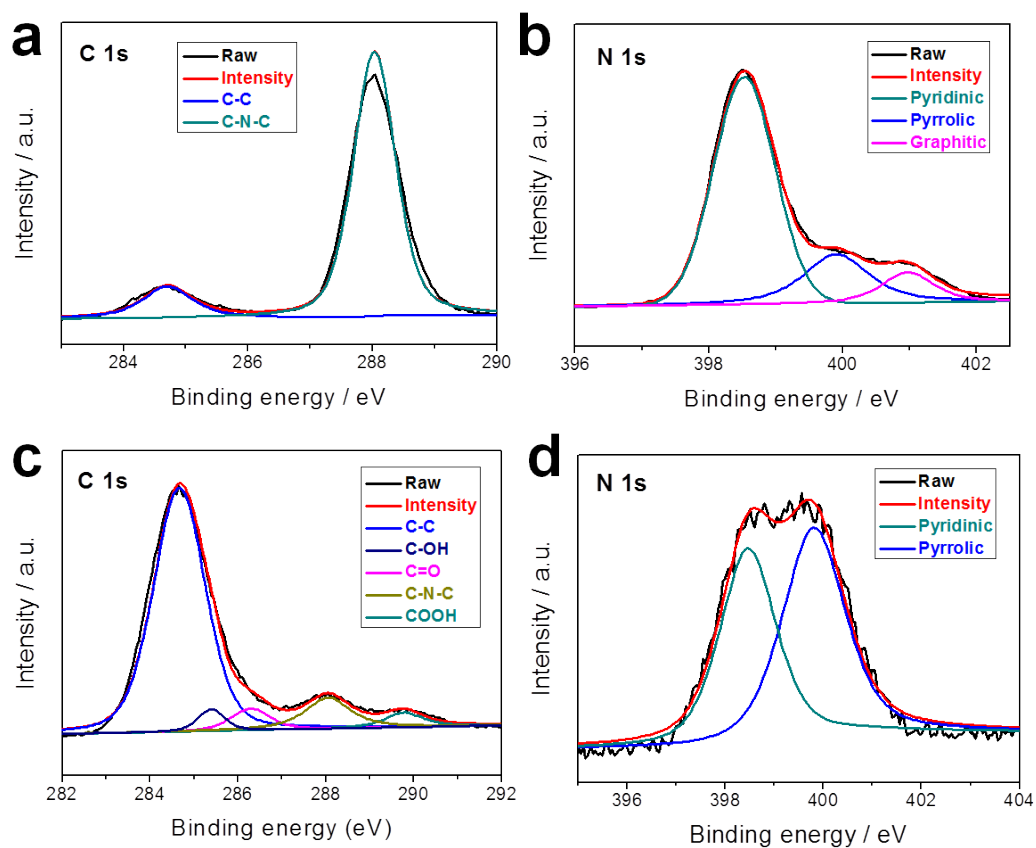 a
C 1s
Raw
Intensity
C-C
C-N-C
Intensity / a.u.
284
286
288
290
Binding energy / eV
b
N 1s
Raw
Intensity
Pyridinic
Pyrrolic
Graphitic
Intensity / a.u.
396
398
400
402
Binding energy / eV
c
C 1s
Raw
Intensity
C-C
C-OH
C=O
C-N-C
COOH
Intensity / a.u.
282
284
286
288
290
292
Binding energy (eV)
d
N 1s
Raw
Intensity
Pyridinic
Pyrrolic
Intensity / a.u.
396
398
400
402
404
Binding energy / eV